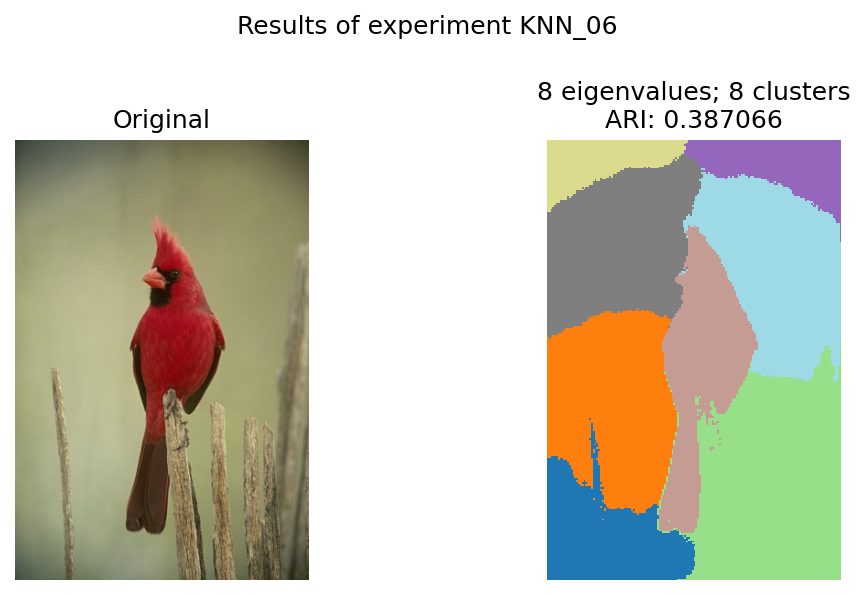 Results of experiment KNN_06
Original
8 eigenvalues; 8 clusters
ARI: 0.387066